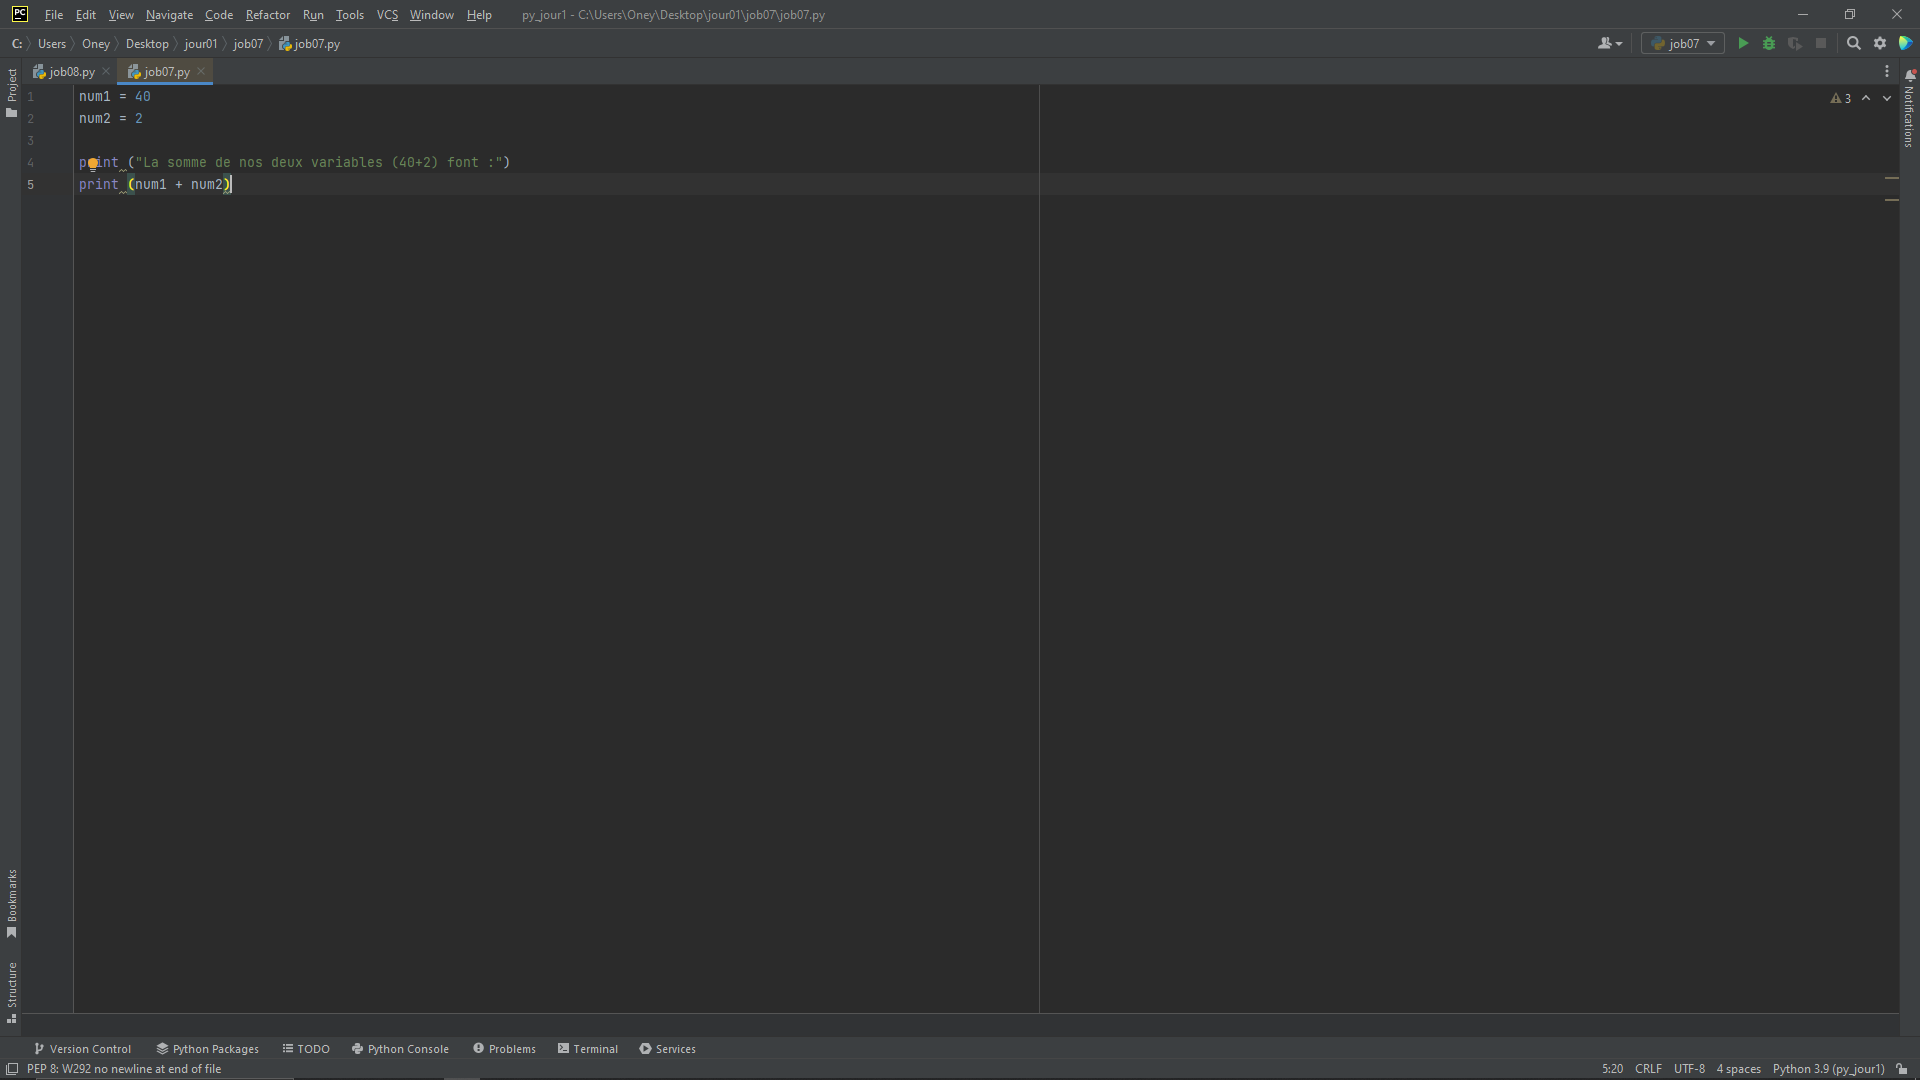 PC File Edit View Navigate Code Refactor Run Tools VCS Window Help py_jour1 - C:\Users\Oney\Desktop\jour01\job07\job07.py
C: Users Oney Desktop jour01 job07 job07.py job07
job08.py job07.py
Project
Notifications
3
1 num1 = 40
2 num2 = 2
3
4 print ("La somme de nos deux variables (40+2) font :")
5 print (num1 + num2)
Bookmarks
Structure
Version Control Python Packages TODO Python Console Problems Terminal Services
PEP 8: W292 no newline at end of file 5:20 CRLF UTF-8 4 spaces Python 3.9 (py_jour1)